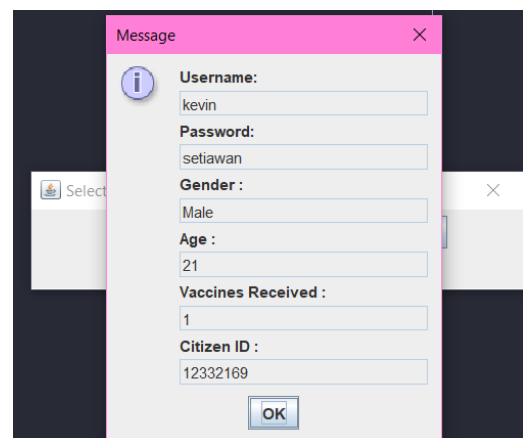 Message
Username:
kevin
Password:
setiawan
Select
Gender :
Male
Age :
21
Vaccines Received :
1
Citizen ID :
12332169
OK